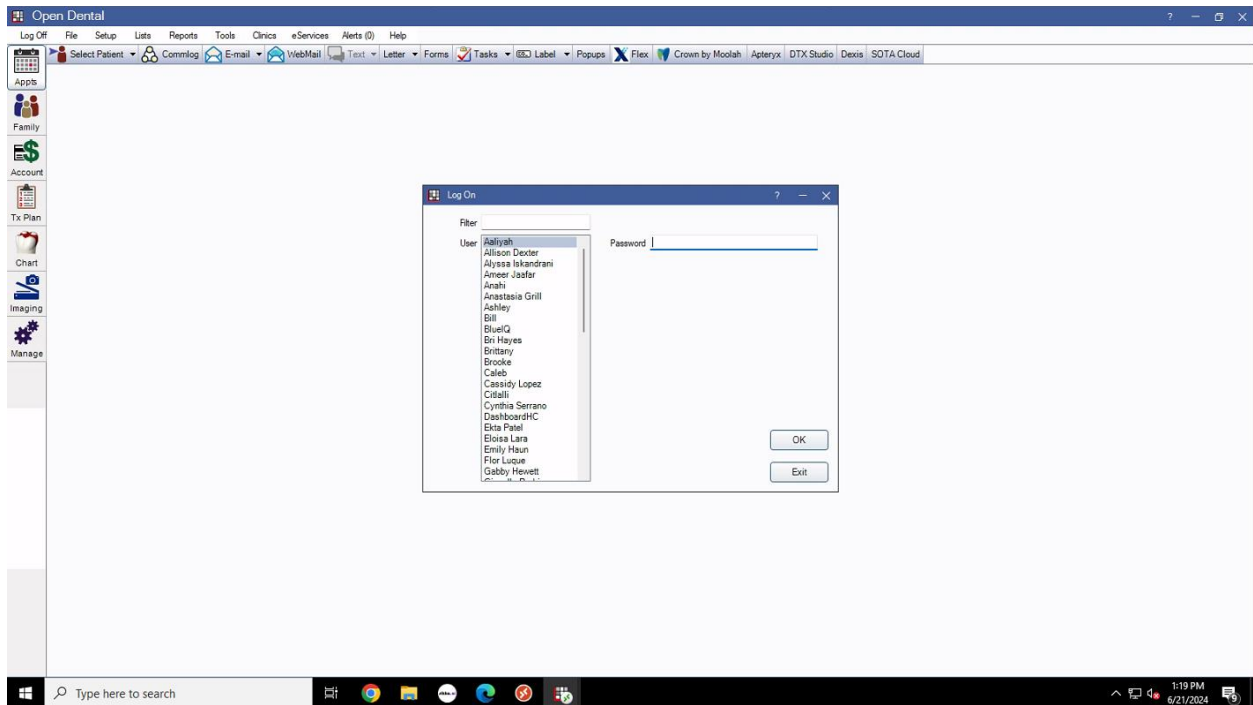 Open Dental
Log Off File Setup Lists Reports Tools Clinics eServices Alerts (0) Help
Select Patient Commlog E-mail WebMail Text Letter Forms Tasks Label Popups Flex Crown by Moolah Apteryx DTX Studio Dexis SOTA Cloud
Appts
Family
Account
Tx Plan
Chart
Imaging
Manage
Log On
Filter
User
Password
Aaliyah
Allison Dexter
Alyssa Iskandrani
Ameer Jaafar
Anahi
Anastasia Grill
Ashley
Bill
BlueIQ
Bri Hayes
Brittany
Brooke
Caleb
Cassidy Lopez
Citlalli
Cynthia Serrano
DashboardHC
Ekta Patel
Eloisa Lara
Emily Haun
Flor Luque
Gabby Hewett
OK
Exit
Type here to search
1:19 PM
6/21/2024